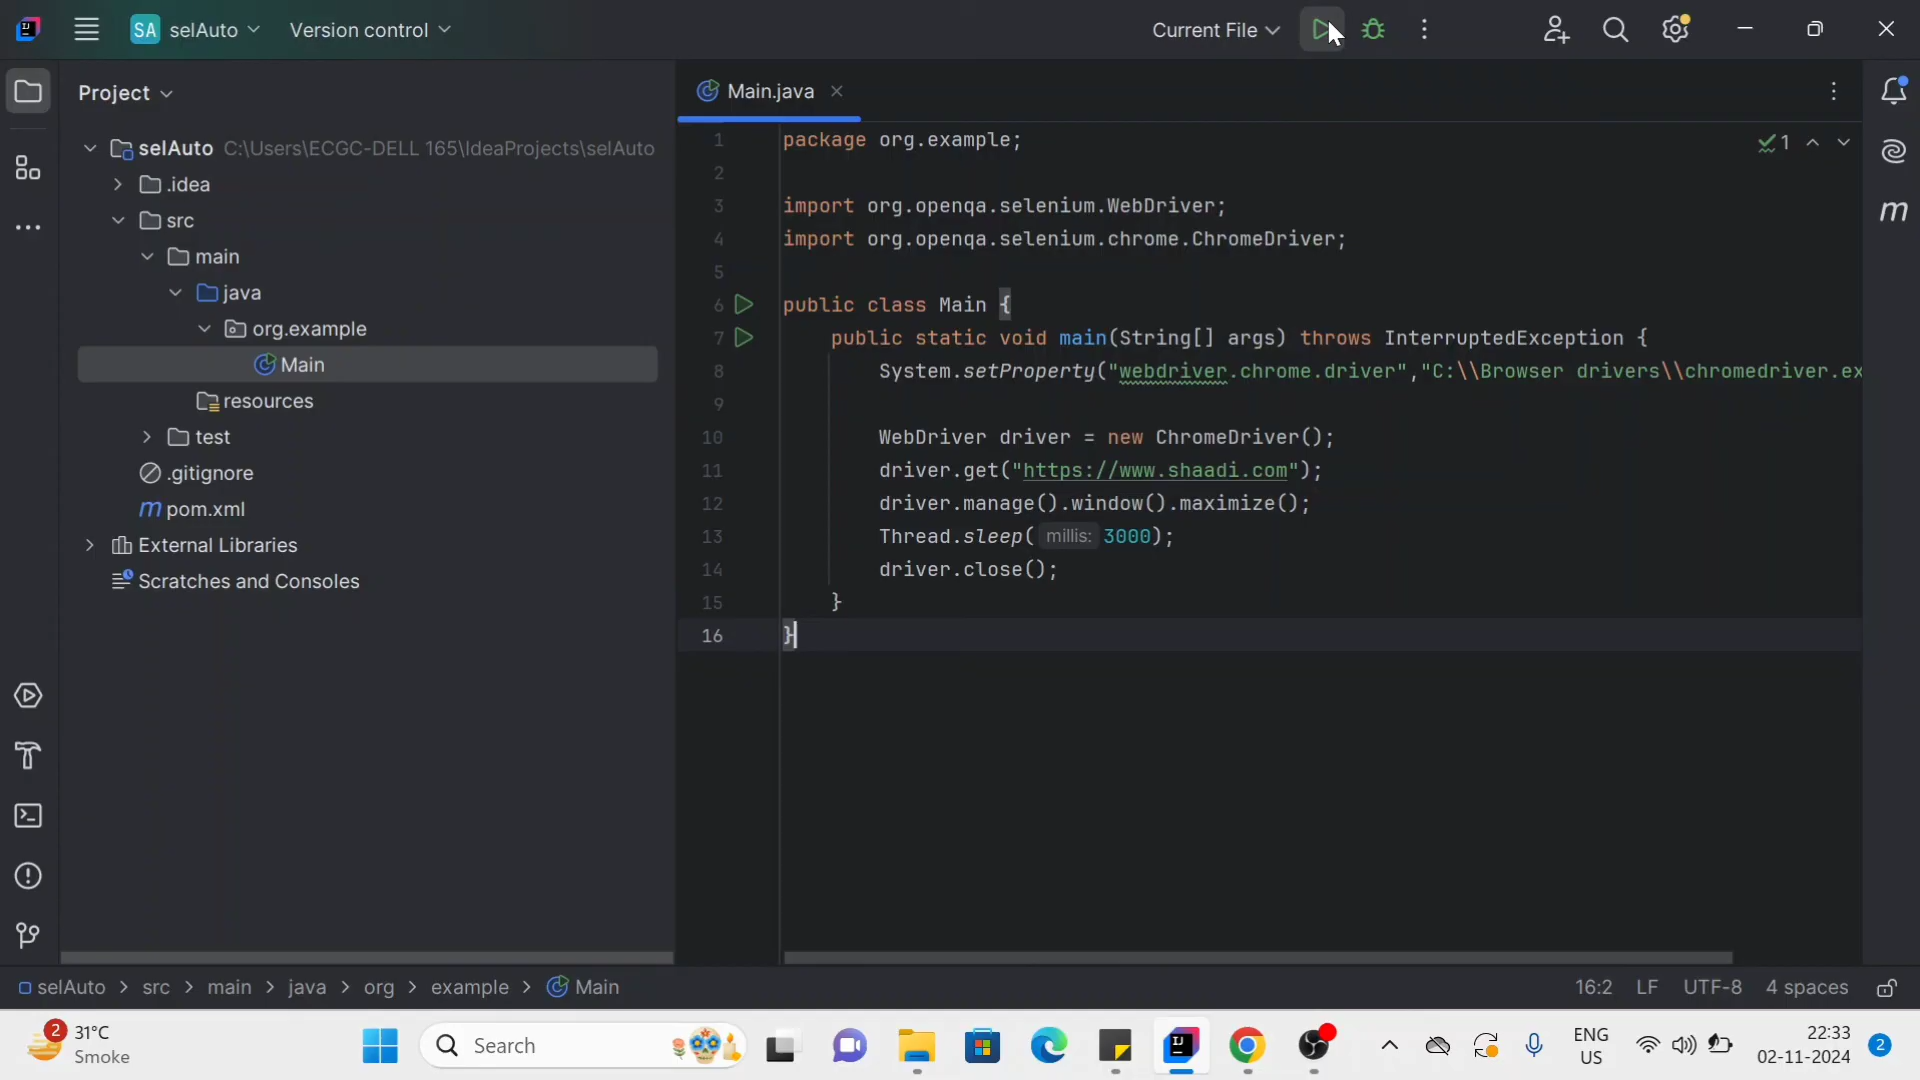 SA selAuto Version control Current File
Project
Main.java
selAuto C:\Users\ECGC-DELL 165\IdeaProjects\selAuto
.idea
src
main
java
org.example
Main
resources
test
.gitignore
pom.xml
External Libraries
Scratches and Consoles
1 package org.example;
2
3 import org.openqa.selenium.WebDriver;
4 import org.openqa.selenium.chrome.ChromeDriver;
5
6 public class Main {
7 public static void main(String[] args) throws InterruptedException {
8 System.setProperty("webdriver.chrome.driver","C:\\Browser drivers\\chromedriver.ex
9
10 WebDriver driver = new ChromeDriver();
11 driver.get("https://www.shaadi.com");
12 driver.manage().window().maximize();
13 Thread.sleep( millis: 3000);
14 driver.close();
15 }
16 }
1
m
selAuto > src > main > java > org > example > Main
16:2 LF UTF-8 4 spaces
2 31°C
Smoke
Search
ENG
US
22:33
02-11-2024
2